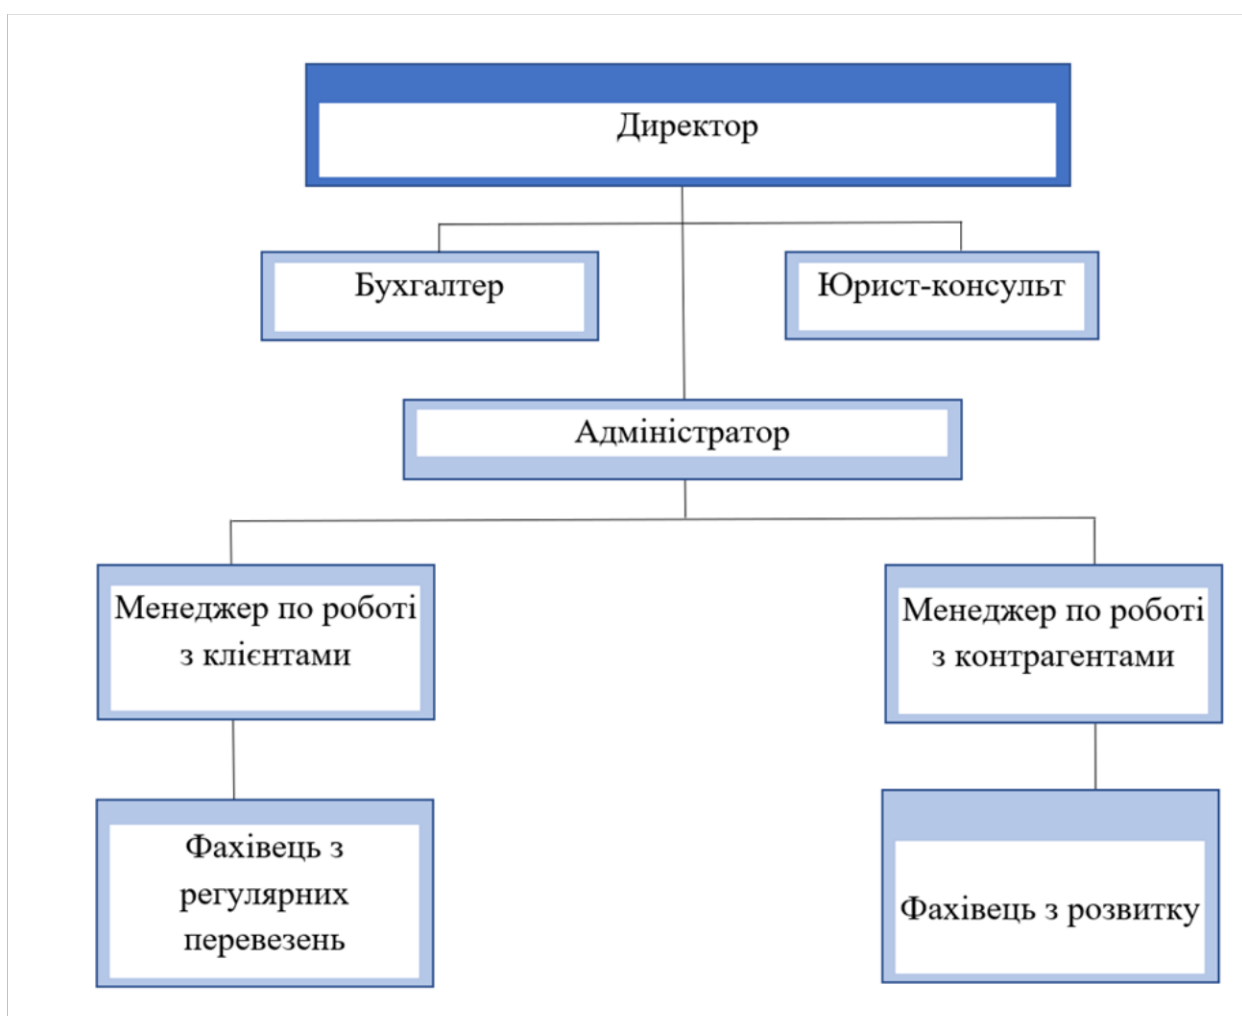 Директор
Бухгалтер
Юрист-консульт
Адміністратор
Менеджер по роботі
з клієнтами
Менеджер по роботі
з контрагентами
Фахівець з
регулярних
перевезень
Фахівець з розвитку